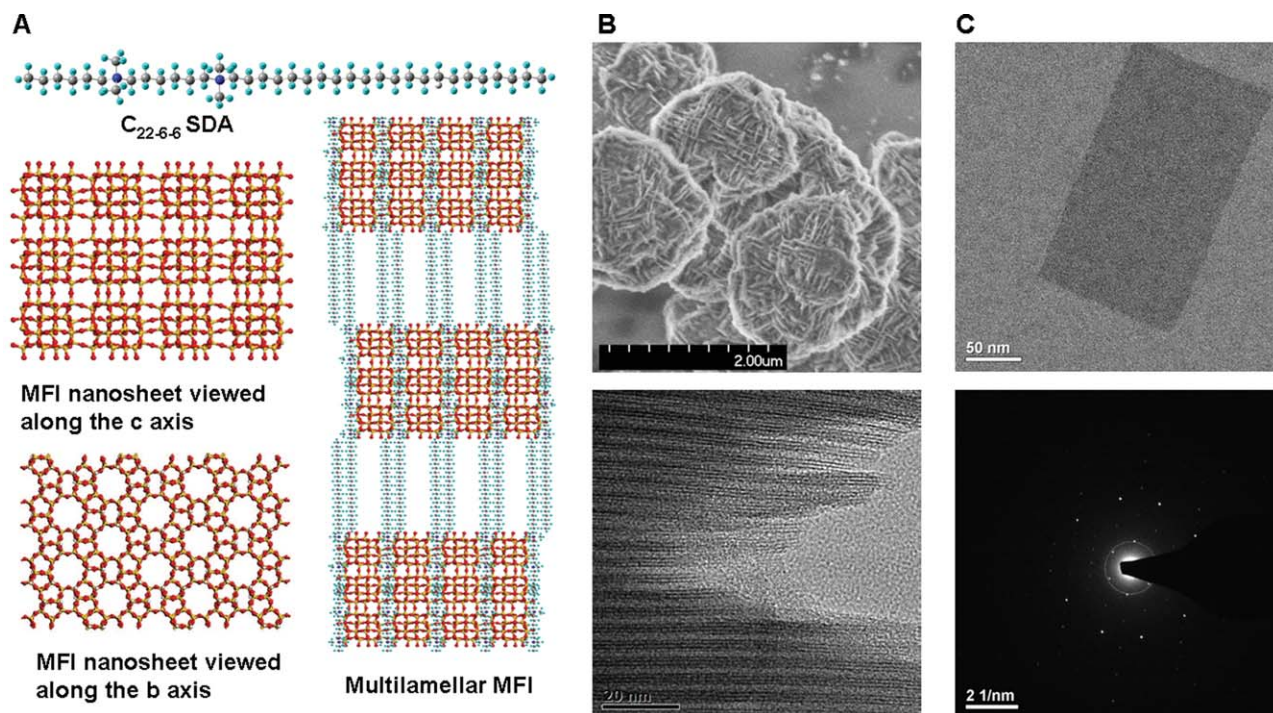 A
B
C
C22-6-6 SDA
MFI nanosheet viewed
along the c axis
MFI nanosheet viewed
along the b axis
Multilamellar MFI
2.00um
20 nm
50 nm
2 1/nm